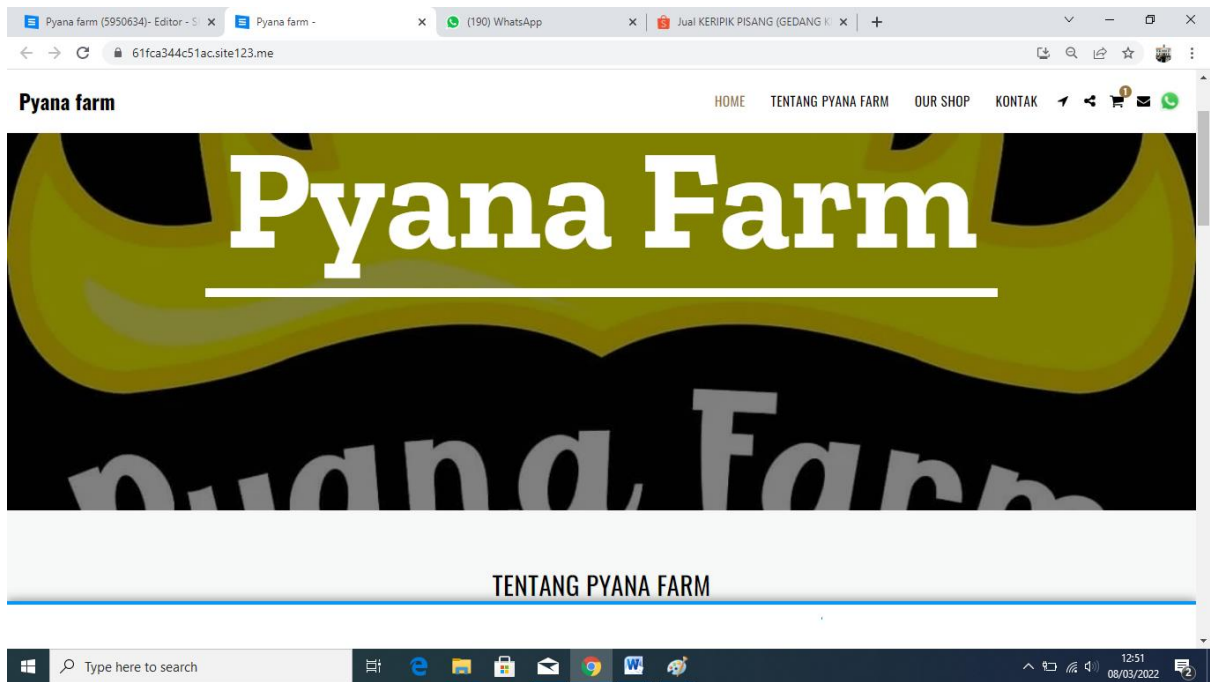 Pyana farm (5950634)- Editor - S
Pyana farm -
(190) WhatsApp
Jual KERIPIK PISANG (GEDANG K
61fca344c51ac.site123.me
Pyana farm
HOME TENTANG PYANA FARM OUR SHOP KONTAK 1
Pyana Farm
Pyana Farm
TENTANG PYANA FARM
Type here to search
12:51
08/03/2022
2